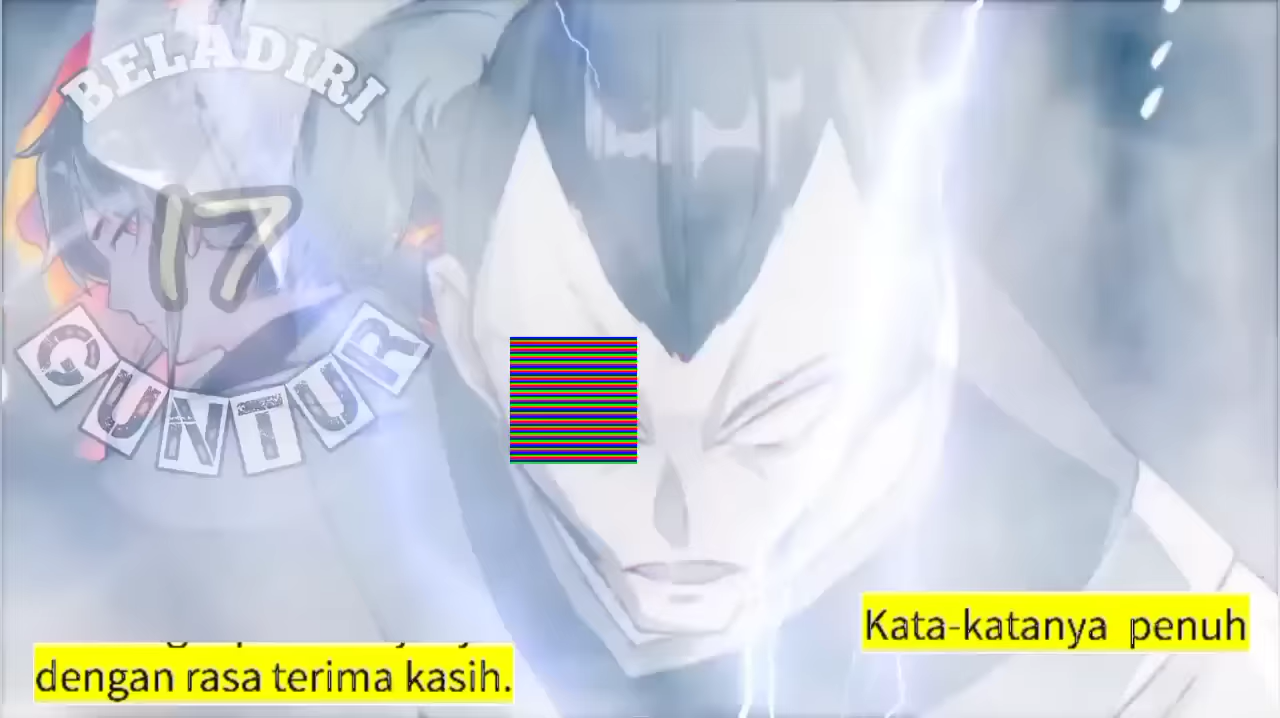 BELADIRI
17
GUNTUR
Kata-katanya penuh
dengan rasa terima kasih.